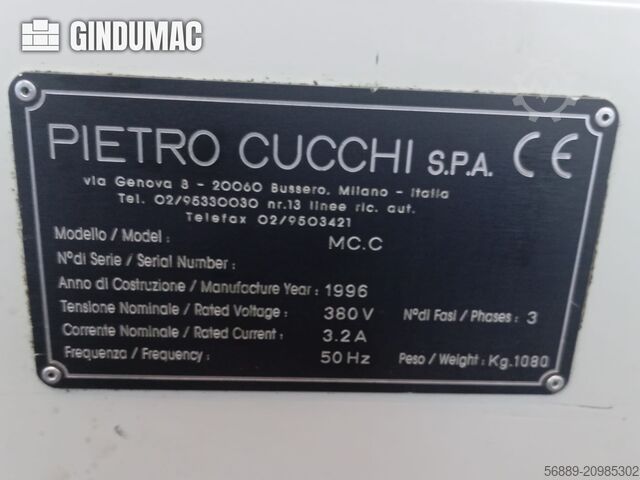 GINDUMAC
PIETRO CUCCHI S.P.A. CE
via Genova 8 - 20060 Bussero, Milano - Italia
Tel. 02/95330030 nr.13 linee ric. aut.
Telefax 02/9503421
Modello / Model : MC.C
N° di Serie / Serial Number :
Anno di Costruzione / Manufacture Year : 1996
Tensione Nominale / Rated Voltage : 380 V N° di Fasi / Phases : 3
Corrente Nominale / Rated Current : 3.2 A
Frequenza / Frequency : 50 Hz Peso / Weight : Kg. 1080
56889-20985302